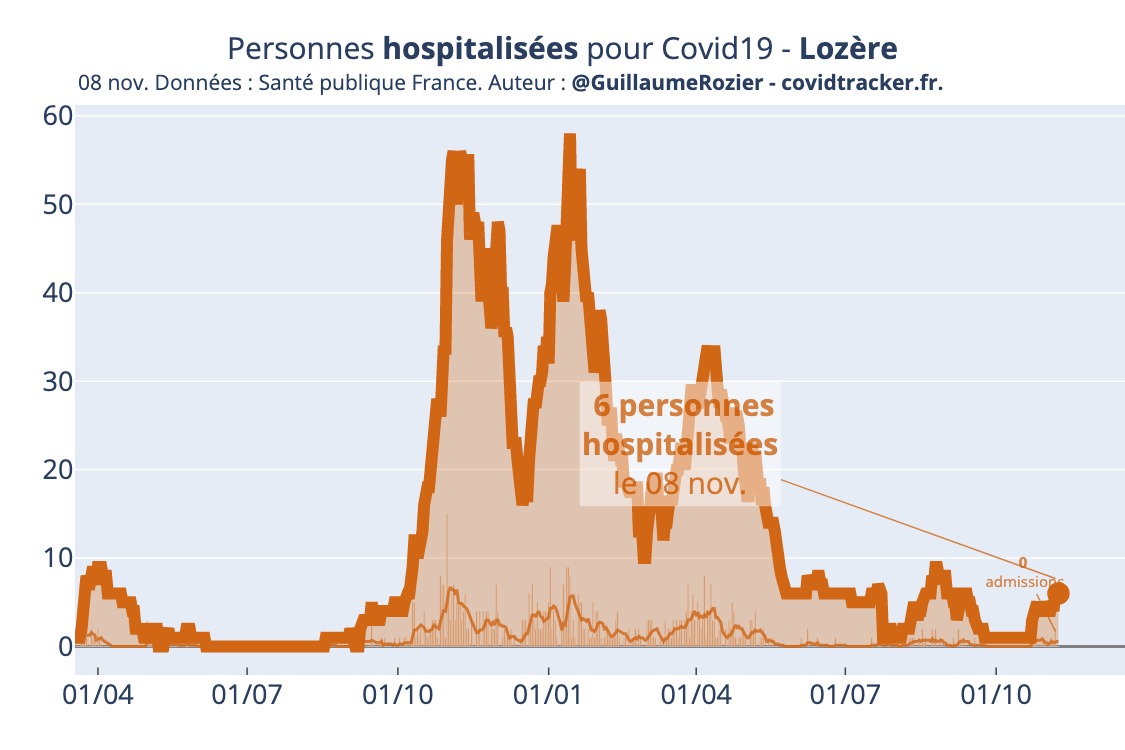 Personnes hospitalisées pour Covid19 - Lozère
08 nov. Données : Santé publique France. Auteur : @GuillaumeRozier - covidtracker.fr.
60
50
40
30
20
10
0
6 personnes
hospitalisées
le 08 nov.
0
admissions
01/04 01/07 01/10 01/01 01/04 01/07 01/10